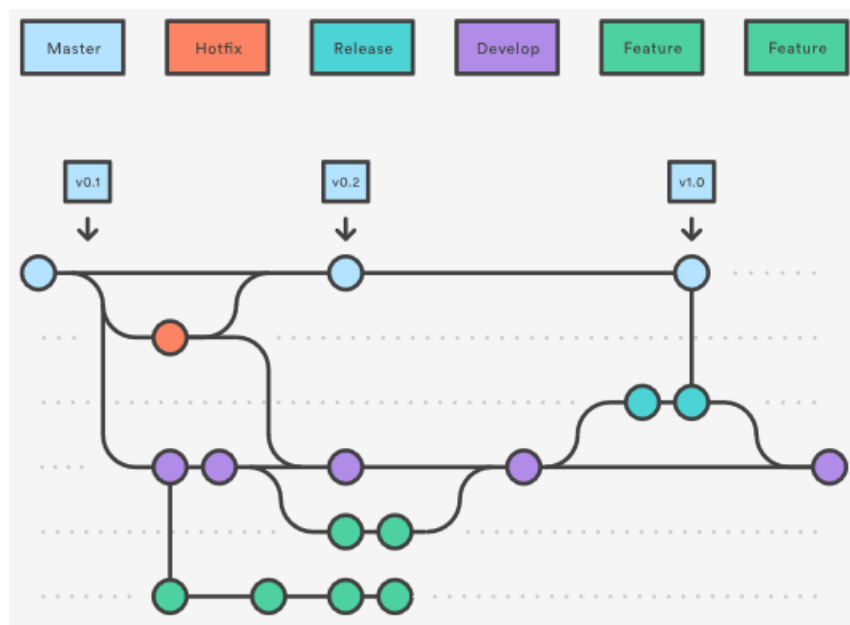 Master
Hotfix
Release
Develop
Feature
Feature
v0.1
v0.2
v1.0